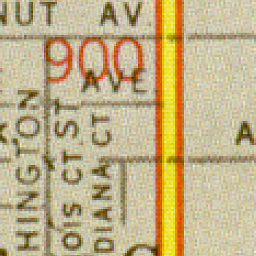 NUT AV.
900
AVE
HINGTON
OIS CT. ST
DIANA CT
A